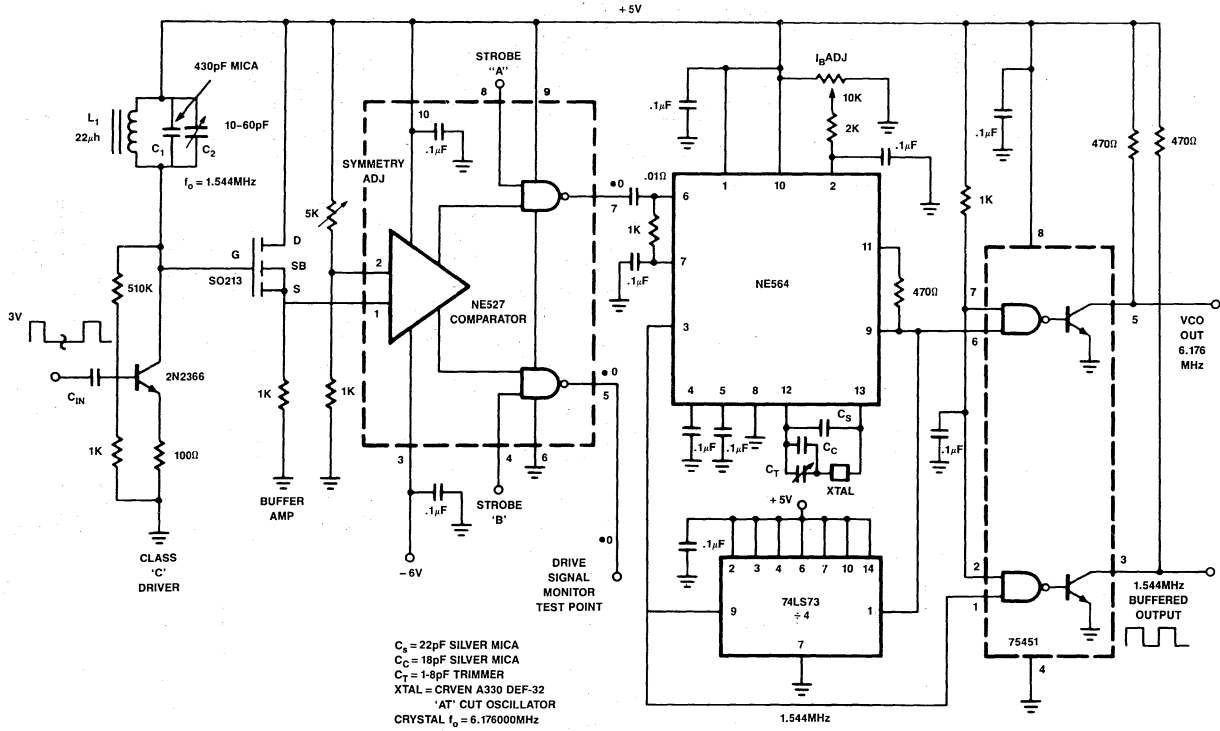 +5V
430pF MICA
L1
22μh
C1
C2
10–60pF
fo = 1.544MHz
510K
3V
CIN
2N2366
1K
100Ω
CLASS
'C'
DRIVER
G
D
SB
S
SO213
1K
BUFFER
AMP
SYMMETRY
ADJ
5K
1K
2
1
10
.1μF
STROBE
"A"
8
9
NE527
COMPARATOR
3
4
6
.1μF
–6V
STROBE
'B'
•0
7
•0
5
•0
DRIVE
SIGNAL
MONITOR
TEST POINT
.01Ω
1K
.1μF
.1μF
IB ADJ
10K
2K
.1μF
1
10
2
6
7
3
NE564
11
9
470Ω
4
5
8
12
13
.1μF
.1μF
CS
CC
CT
XTAL
+5V
.1μF
2
3
4
6
7
10
14
9
74LS73
÷ 4
1
7
1.544MHz
.1μF
1K
.1μF
8
470Ω
470Ω
7
6
5
VCO
OUT
6.176
MHz
2
1
3
1.544MHz
BUFFERED
OUTPUT
75451
4
CS = 22pF SILVER MICA
CC = 18pF SILVER MICA
CT = 1-8pF TRIMMER
XTAL = CRVEN A330 DEF-32
'AT' CUT OSCILLATOR
CRYSTAL fo = 6.176000MHz